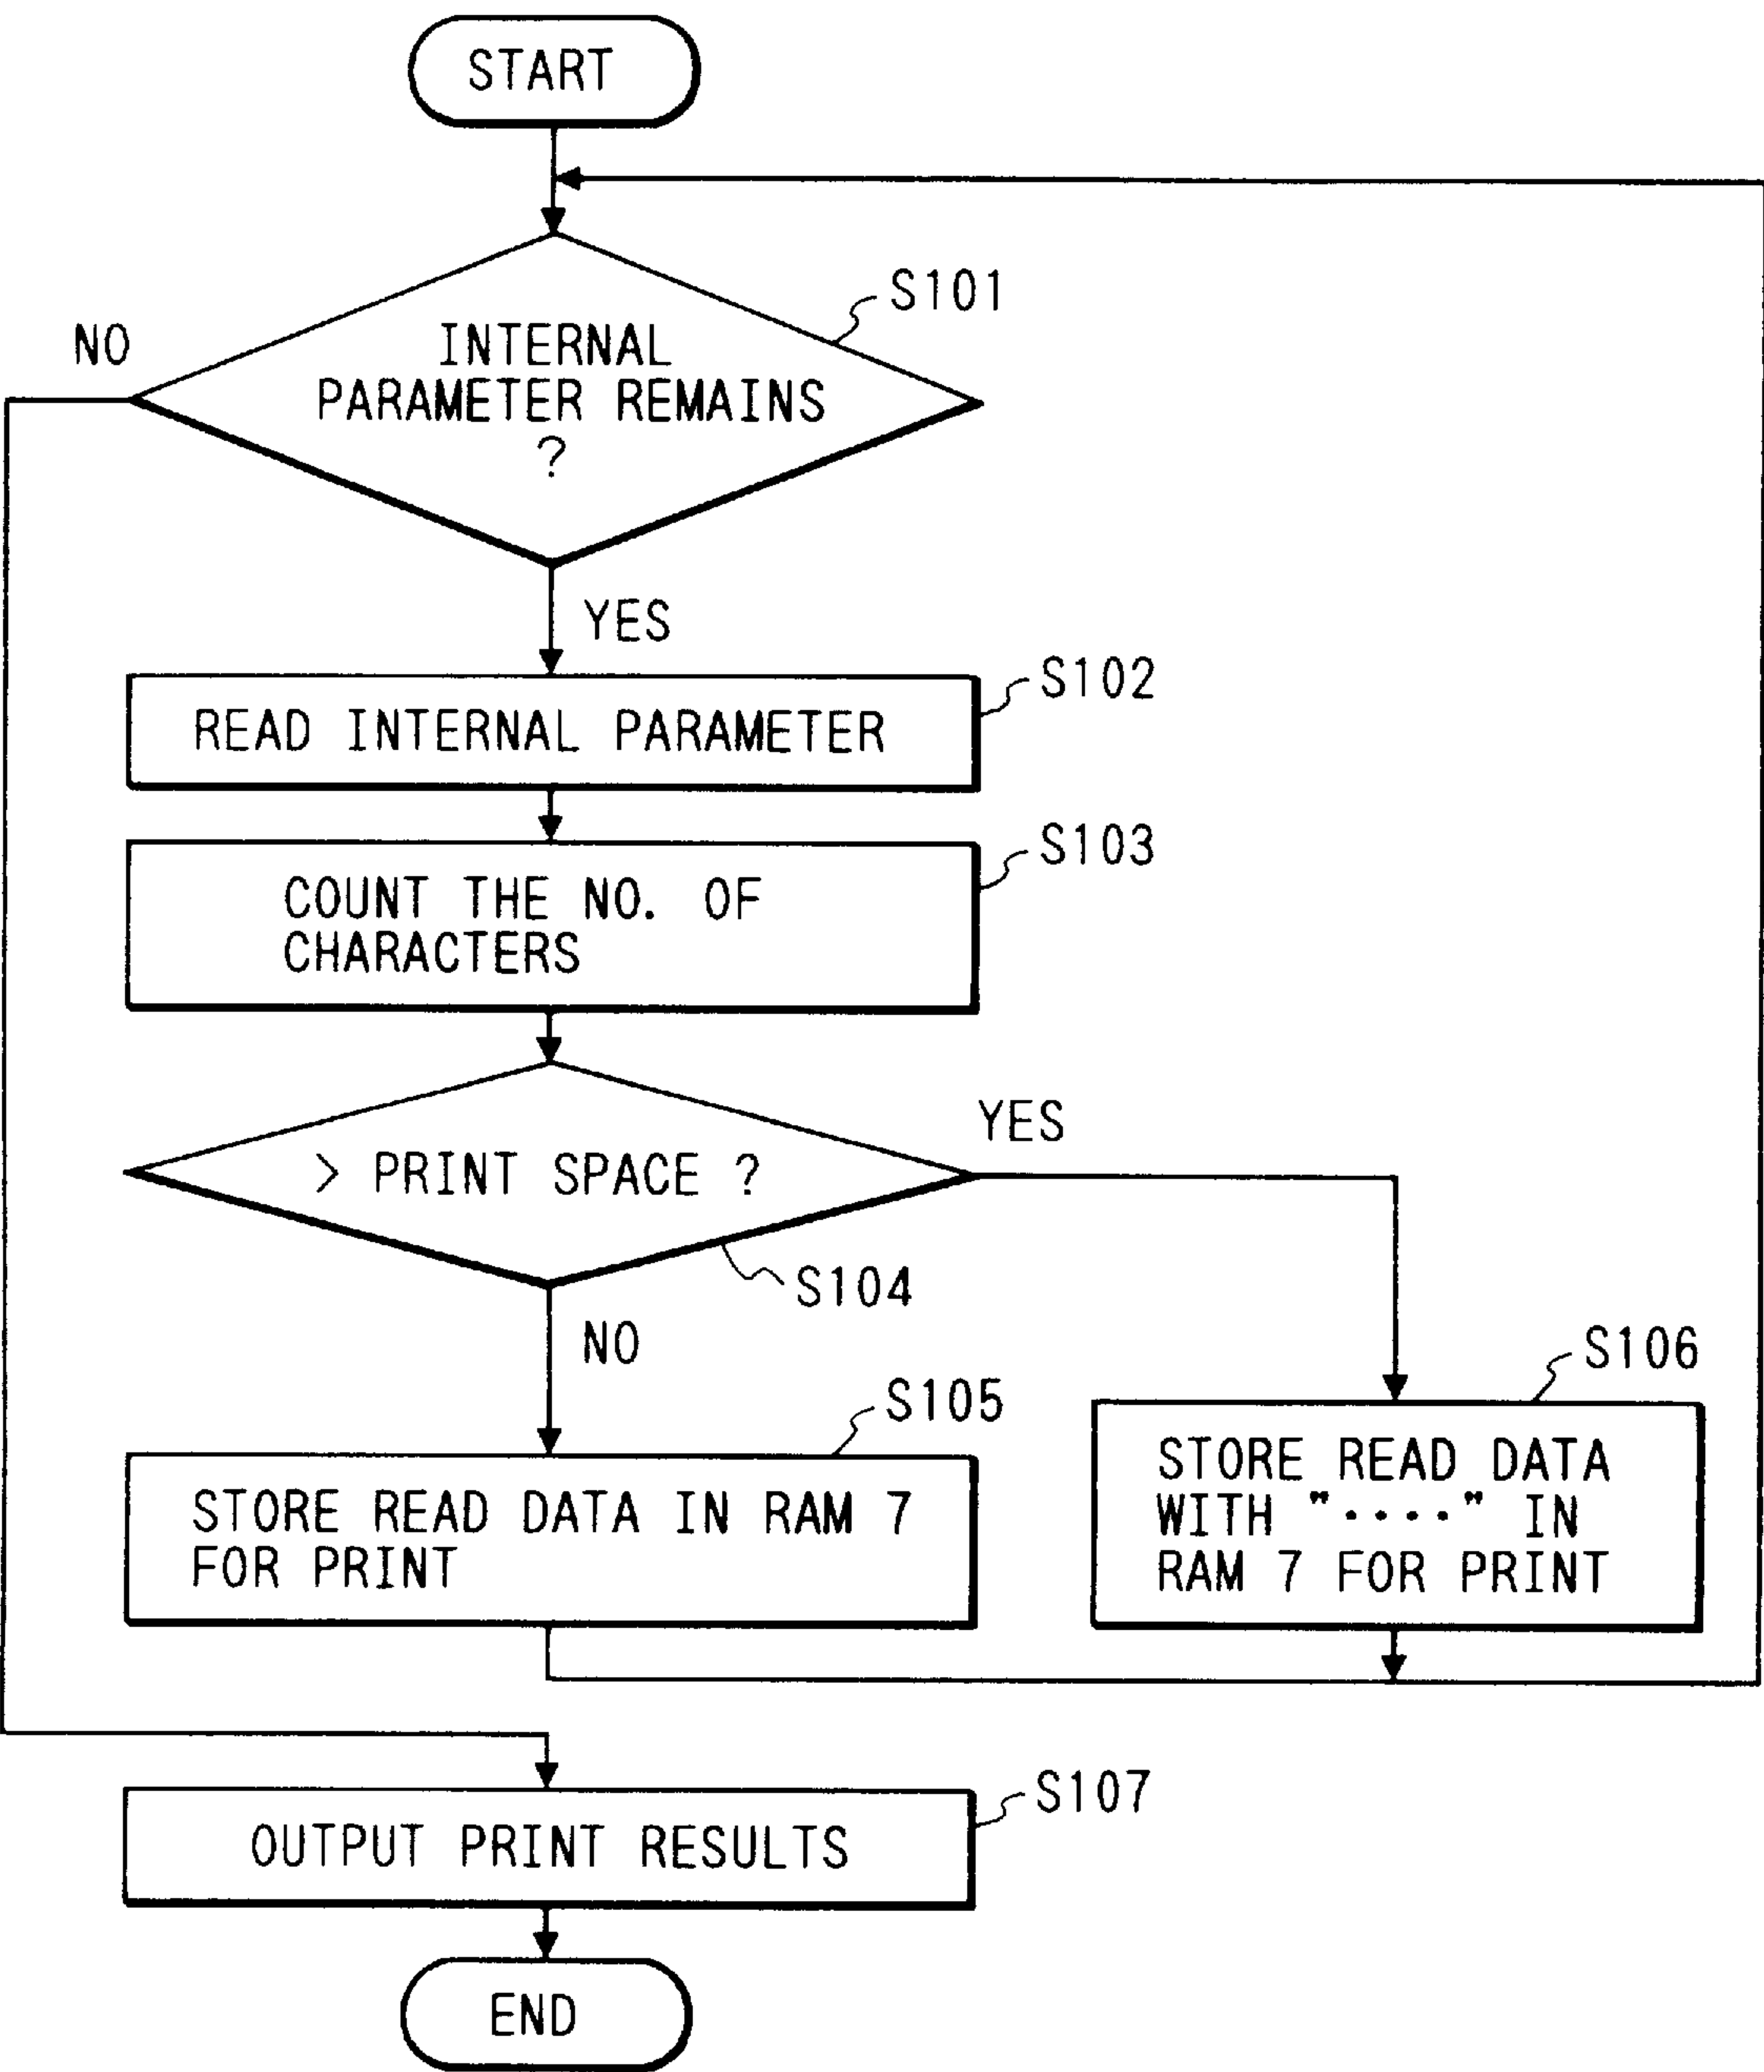 START
S101
NO
INTERNAL
PARAMETER REMAINS
?
YES
S102
READ INTERNAL PARAMETER
S103
COUNT THE NO. OF
CHARACTERS
YES
> PRINT SPACE ?
S104
NO
S105
STORE READ DATA IN RAM 7
FOR PRINT
S106
STORE READ DATA
WITH "····" IN
RAM 7 FOR PRINT
S107
OUTPUT PRINT RESULTS
END